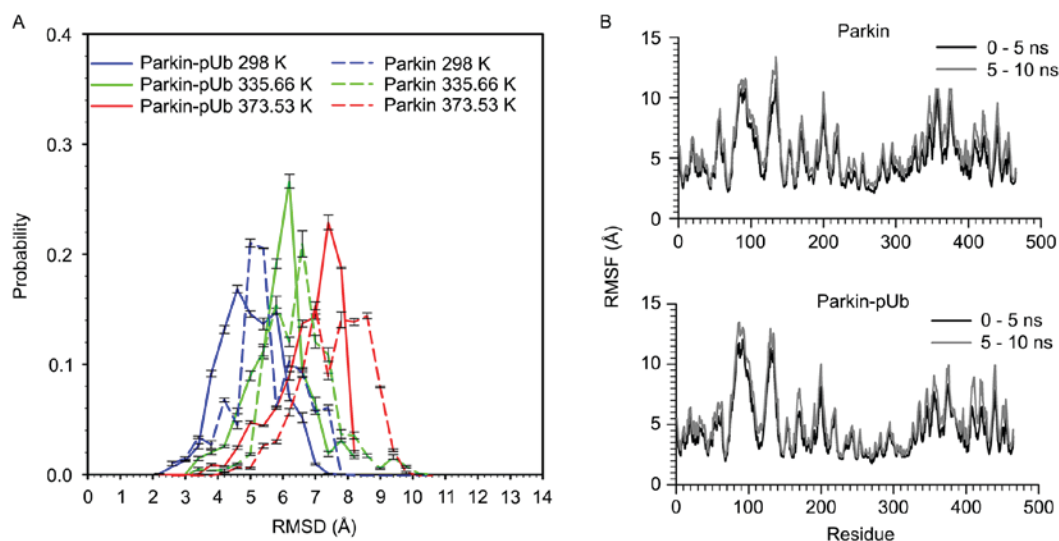 A
0.4
0.3
0.2
0.1
0.0
Probability
Parkin-pUb 298 K
Parkin-pUb 335.66 K
Parkin-pUb 373.53 K
Parkin 298 K
Parkin 335.66 K
Parkin 373.53 K
0 1 2 3 4 5 6 7 8 9 10 11 12 13 14
RMSD (Å)
B
Parkin
0 - 5 ns
5 - 10 ns
15
10
5
0
0 100 200 300 400 500
RMSF (Å)
Parkin-pUb
0 - 5 ns
5 - 10 ns
15
10
5
0
0 100 200 300 400 500
Residue